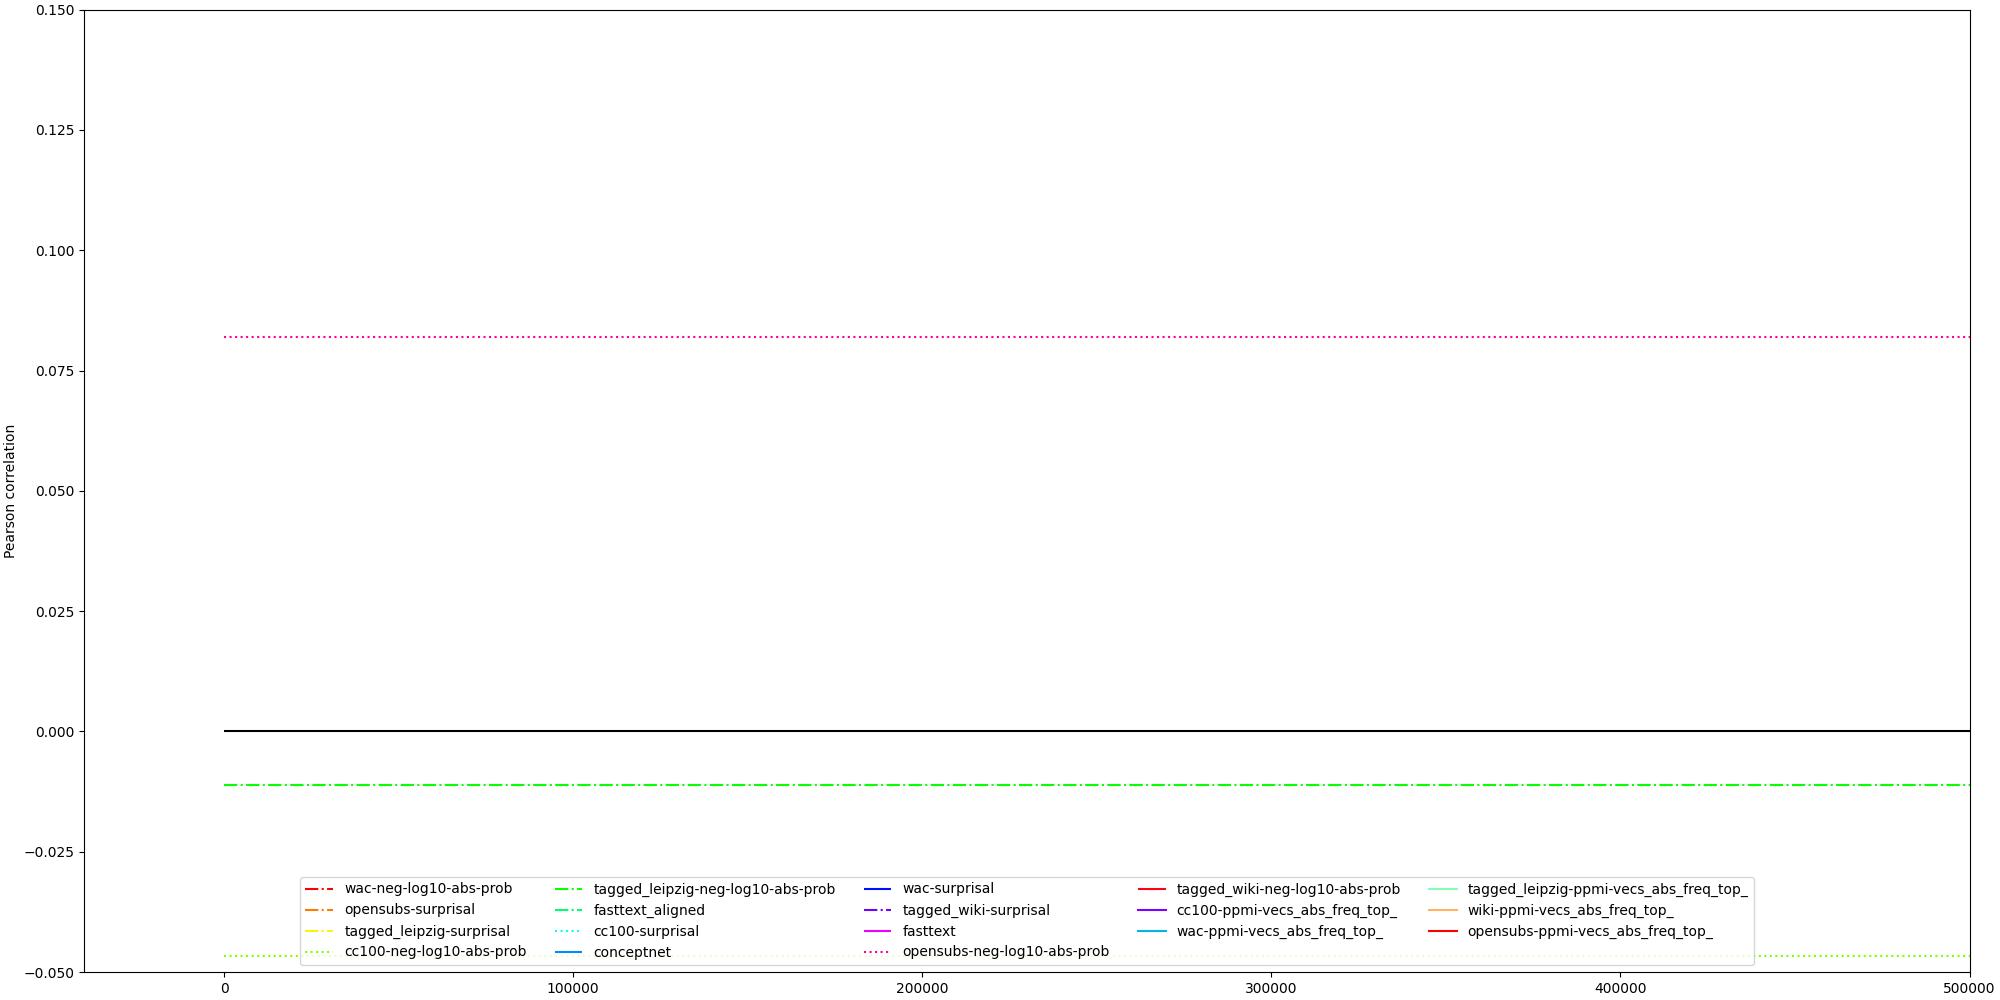 0.150
0.125
0.100
0.075
0.050
0.025
0.000
−0.025
−0.050
Pearson correlation
wac-neg-log10-abs-prob
opensubs-surprisal
tagged_leipzig-surprisal
cc100-neg-log10-abs-prob
tagged_leipzig-neg-log10-abs-prob
fasttext_aligned
cc100-surprisal
conceptnet
wac-surprisal
tagged_wiki-surprisal
fasttext
opensubs-neg-log10-abs-prob
tagged_wiki-neg-log10-abs-prob
cc100-ppmi-vecs_abs_freq_top_
wac-ppmi-vecs_abs_freq_top_
tagged_leipzig-ppmi-vecs_abs_freq_top_
wiki-ppmi-vecs_abs_freq_top_
opensubs-ppmi-vecs_abs_freq_top_
0
100000
200000
300000
400000
500000